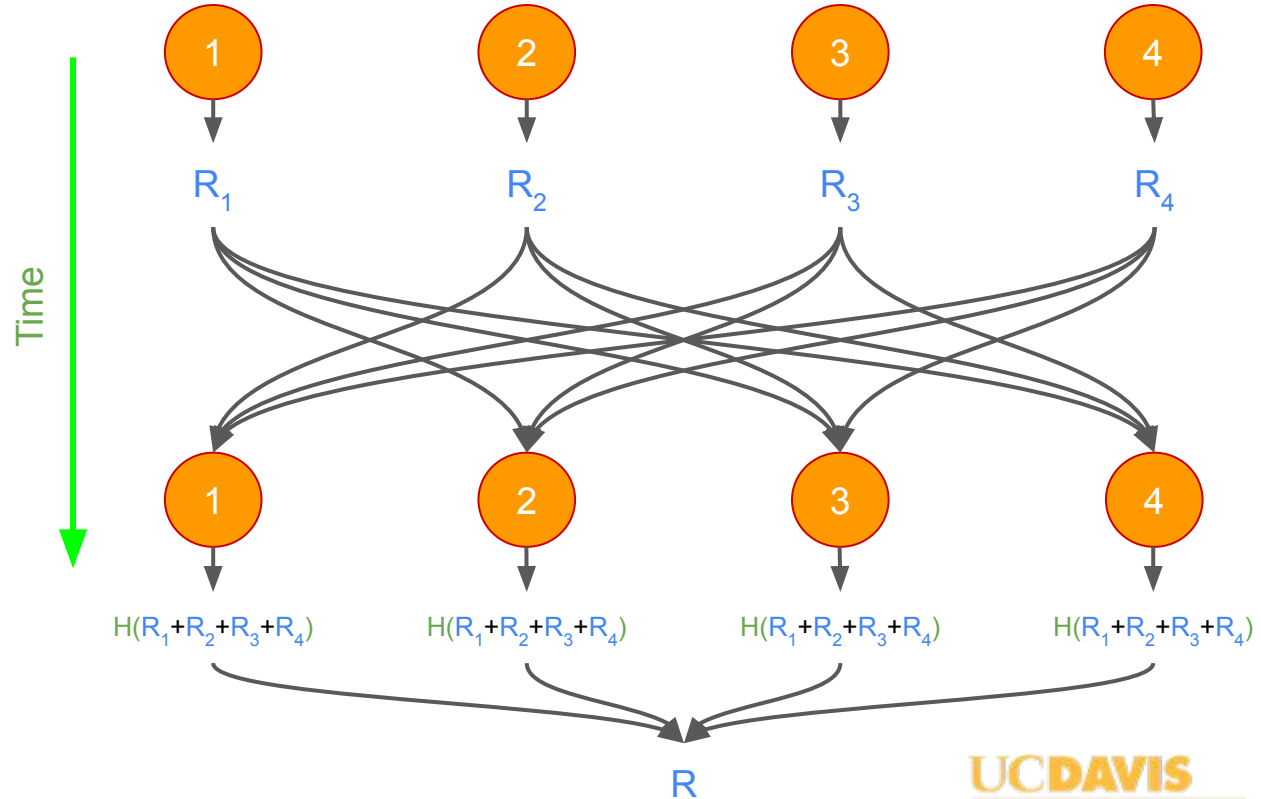 1 2 3 4
R1 R2 R3 R4
Time
1 2 3 4
H(R1+R2+R3+R4) H(R1+R2+R3+R4) H(R1+R2+R3+R4) H(R1+R2+R3+R4)
R
UCDAVIS